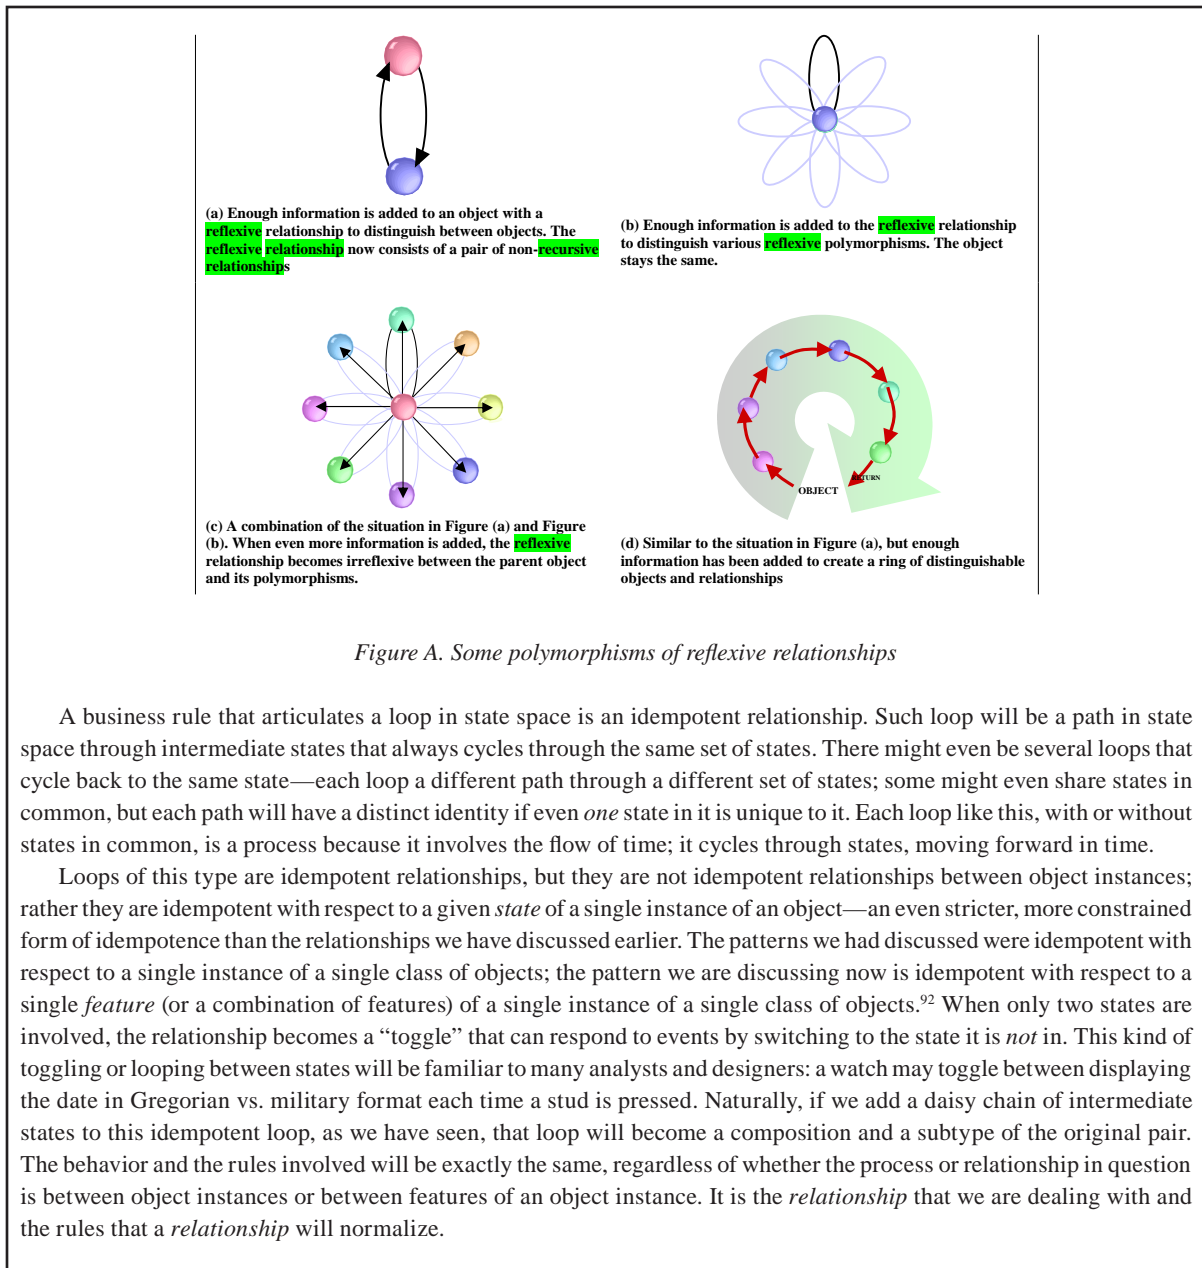 (a) Enough information is added to an object with a
reflexive relationship to distinguish between objects. The
reflexive relationship now consists of a pair of non-recursive
relationships
(b) Enough information is added to the reflexive relationship
to distinguish various reflexive polymorphisms. The object
stays the same.
(c) A combination of the situation in Figure (a) and Figure
(b). When even more information is added, the reflexive
relationship becomes irreflexive between the parent object
and its polymorphisms.
OBJECT
RETURN
(d) Similar to the situation in Figure (a), but enough
information has been added to create a ring of distinguishable
objects and relationships
Figure A. Some polymorphisms of reflexive relationships
A business rule that articulates a loop in state space is an idempotent relationship. Such loop will be a path in state
space through intermediate states that always cycles through the same set of states. There might even be several loops that
cycle back to the same state—each loop a different path through a different set of states; some might even share states in
common, but each path will have a distinct identity if even one state in it is unique to it. Each loop like this, with or without
states in common, is a process because it involves the flow of time; it cycles through states, moving forward in time.
Loops of this type are idempotent relationships, but they are not idempotent relationships between object instances;
rather they are idempotent with respect to a given state of a single instance of an object—an even stricter, more constrained
form of idempotence than the relationships we have discussed earlier. The patterns we had discussed were idempotent with
respect to a single instance of a single class of objects; the pattern we are discussing now is idempotent with respect to a
single feature (or a combination of features) of a single instance of a single class of objects.92 When only two states are
involved, the relationship becomes a “toggle” that can respond to events by switching to the state it is not in. This kind of
toggling or looping between states will be familiar to many analysts and designers: a watch may toggle between displaying
the date in Gregorian vs. military format each time a stud is pressed. Naturally, if we add a daisy chain of intermediate
states to this idempotent loop, as we have seen, that loop will become a composition and a subtype of the original pair.
The behavior and the rules involved will be exactly the same, regardless of whether the process or relationship in question
is between object instances or between features of an object instance. It is the relationship that we are dealing with and
the rules that a relationship will normalize.